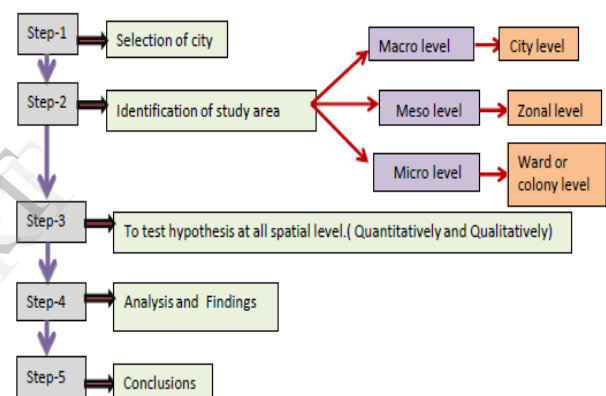 Step-1
Selection of city
Macro level
City level
Step-2
Identification of study area
Meso level
Zonal level
Micro level
Ward or
colony level
Step-3
To test hypothesis at all spatial level.( Quantitatively and Qualitatively)
Step-4
Analysis and Findings
Step-5
Conclusions